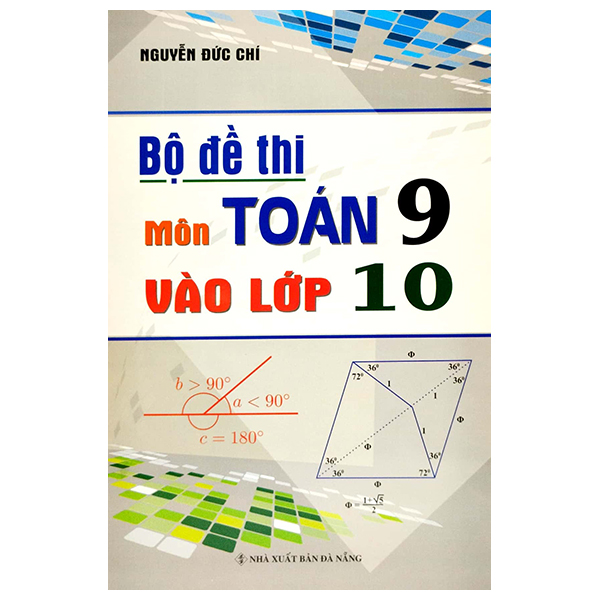 NGUYỄN ĐỨC CHÍ
Bộ đề thi
Môn TOÁN 9
VÀO LỚP 10
b > 90°
a < 90°
c = 180°
Φ
36° 36°
72° 36°
1
1
1
Φ Φ
Φ
36° 36°
36° 72°
Φ
Φ = 1+√5
2
NHÀ XUẤT BẢN ĐÀ NẴNG